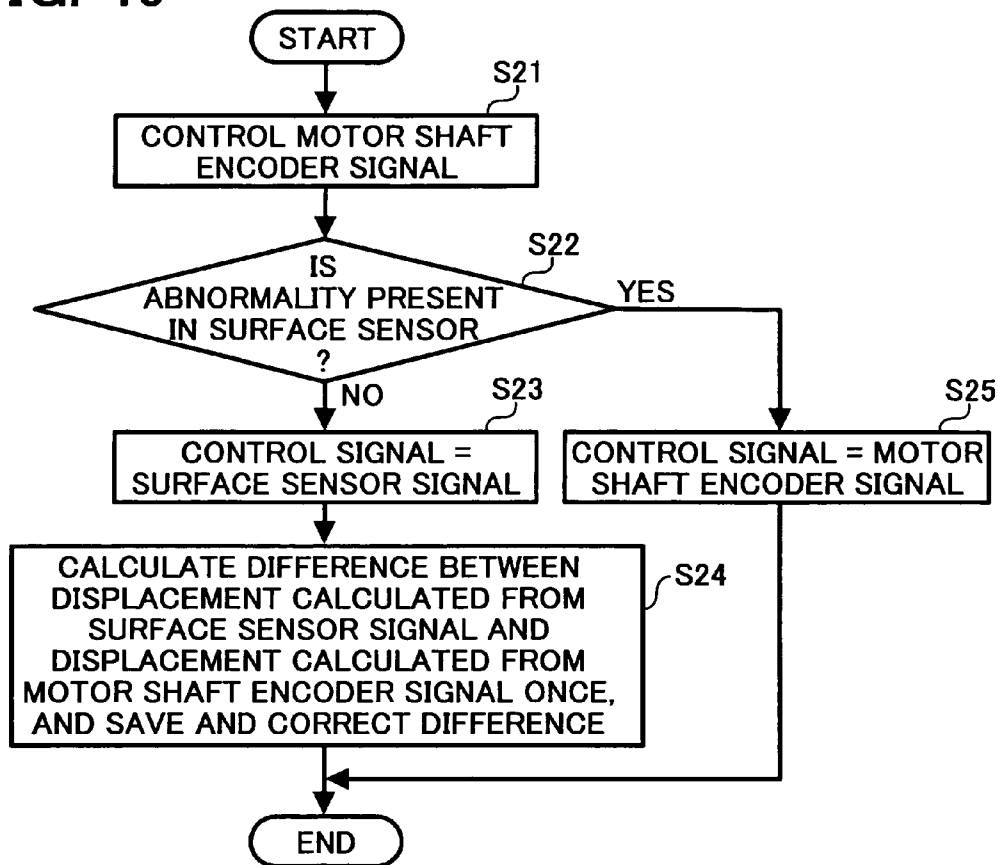 START
S21
CONTROL MOTOR SHAFT
ENCODER SIGNAL
S22
IS
ABNORMALITY PRESENT
IN SURFACE SENSOR
?
YES
NO
S23
CONTROL SIGNAL =
SURFACE SENSOR SIGNAL
S25
CONTROL SIGNAL = MOTOR
SHAFT ENCODER SIGNAL
S24
CALCULATE DIFFERENCE BETWEEN
DISPLACEMENT CALCULATED FROM
SURFACE SENSOR SIGNAL AND
DISPLACEMENT CALCULATED FROM
MOTOR SHAFT ENCODER SIGNAL ONCE,
AND SAVE AND CORRECT DIFFERENCE
END